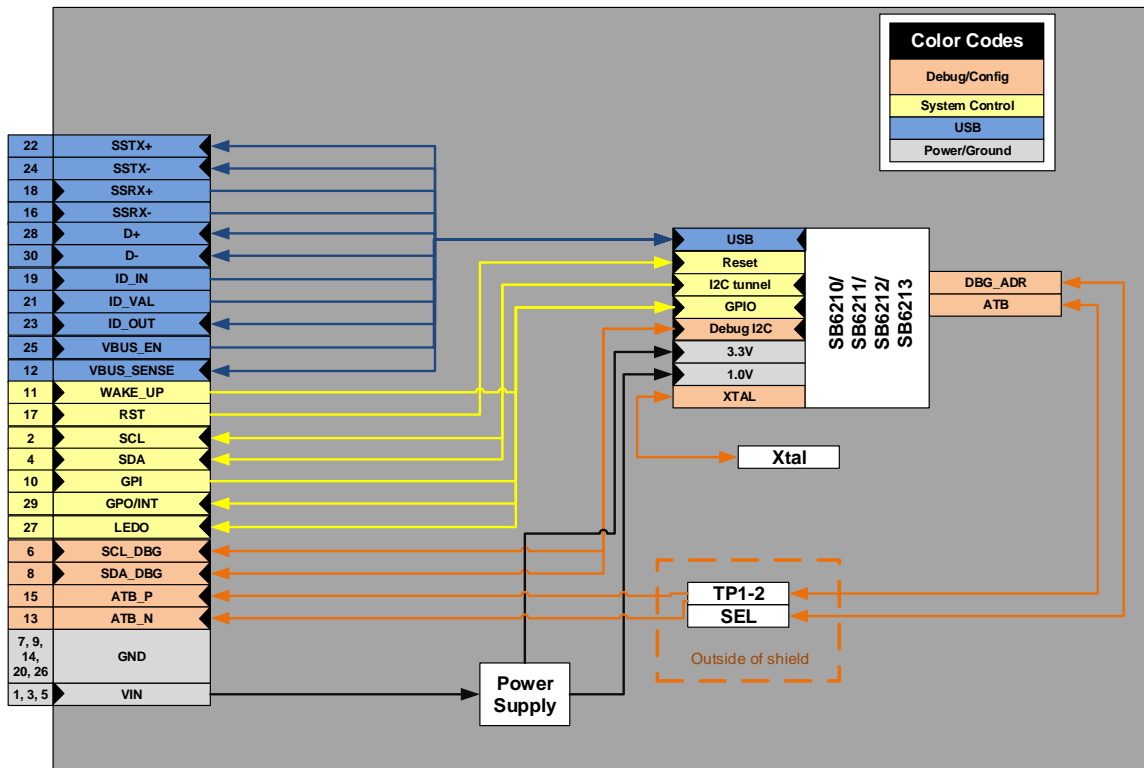 Color Codes
Debug/Config
System Control
USB
Power/Ground
22 SSTX+
24 SSTX-
18 SSRX+
16 SSRX-
28 D+
30 D-
19 ID_IN
21 ID_VAL
23 ID_OUT
25 VBUS_EN
12 VBUS_SENSE
11 WAKE_UP
17 RST
2 SCL
4 SDA
10 GPI
29 GPO/INT
27 LEDO
6 SCL_DBG
8 SDA_DBG
15 ATB_P
13 ATB_N
7, 9,
14,
20, 26
GND
1, 3, 5 VIN
USB
Reset
I2C tunnel
GPIO
Debug I2C
3.3V
1.0V
XTAL
SB6210/
SB6211/
SB6212/
SB6213
DBG_ADR
ATB
Xtal
TP1-2
SEL
Outside of shield
Power
Supply